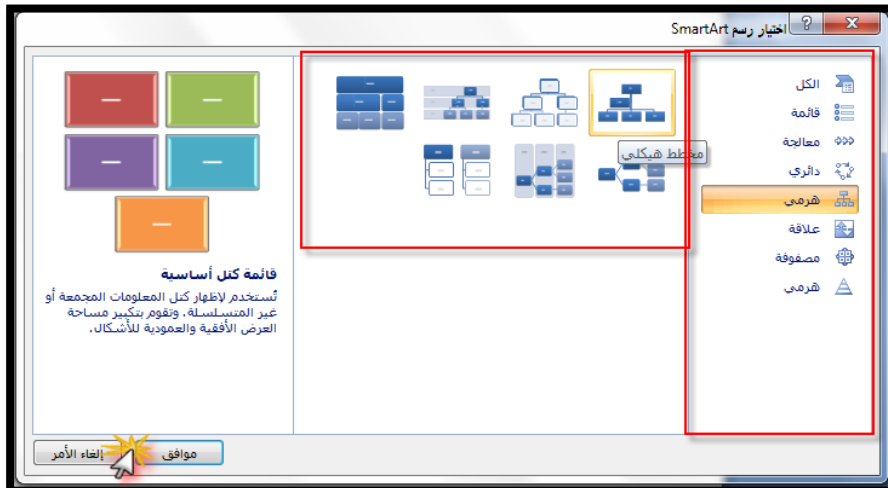 اختيار رسم SmartArt
الكل
قائمة
معالجة
دائري
هرمي
علاقة
مصفوفة
هرمي
مخطط هيكلي
قائمة كتل أساسية
تُستخدم لإظهار كتل المعلومات المجمعة أو
غير المتسلسلة. وتقوم بتكبير مساحة
العرض الأفقية والعمودية للأشكال.
موافق
إلغاء الأمر